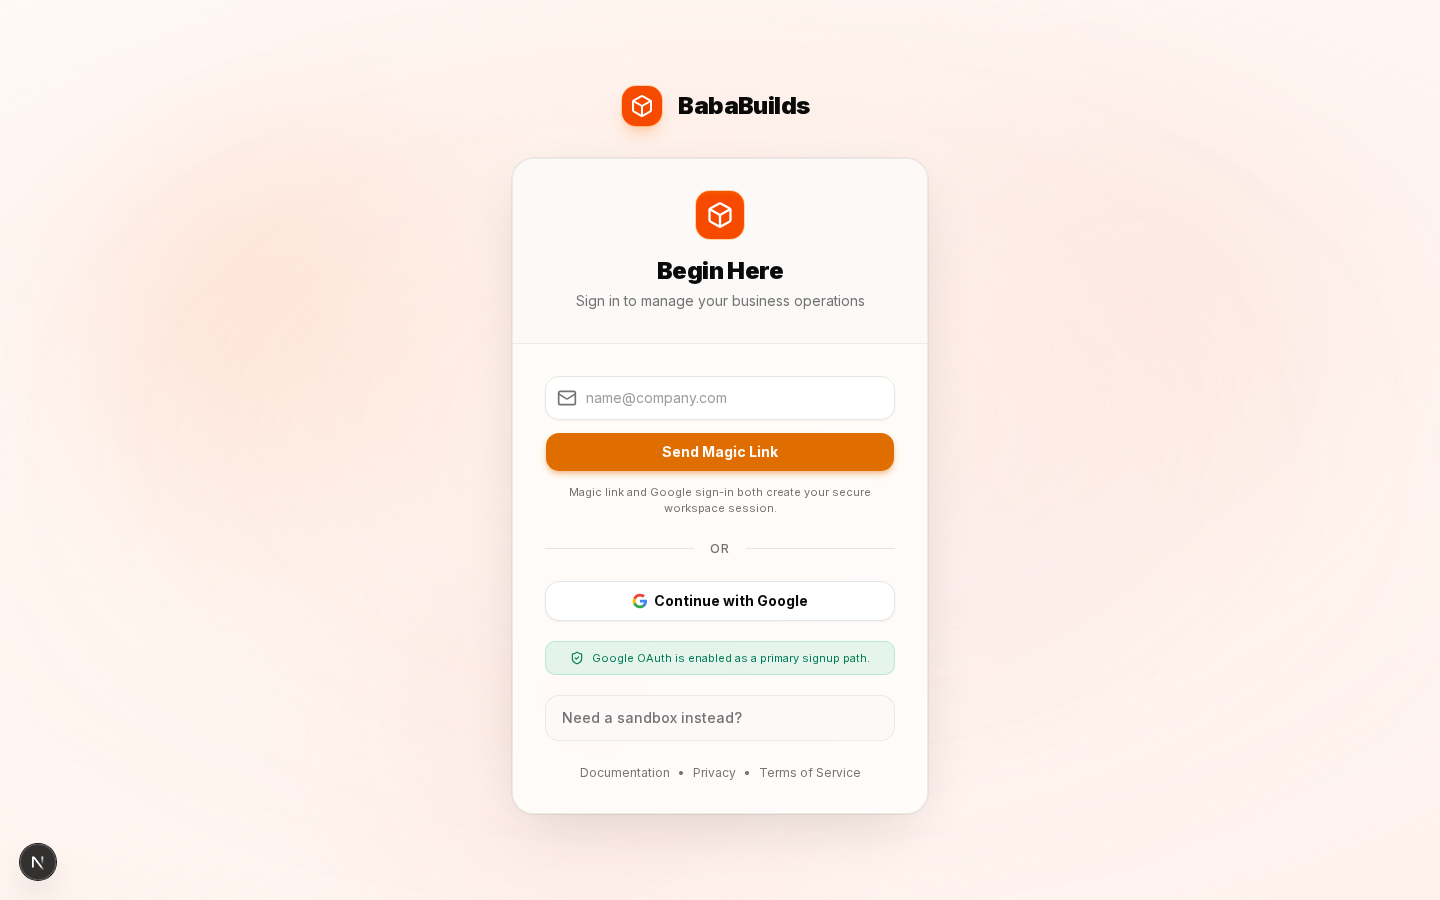 BabaBuilds
Begin Here
Sign in to manage your business operations
name@company.com
Send Magic Link
Magic link and Google sign-in both create your secure
workspace session.
OR
Continue with Google
Google OAuth is enabled as a primary signup path.
Need a sandbox instead?
Documentation • Privacy • Terms of Service
N